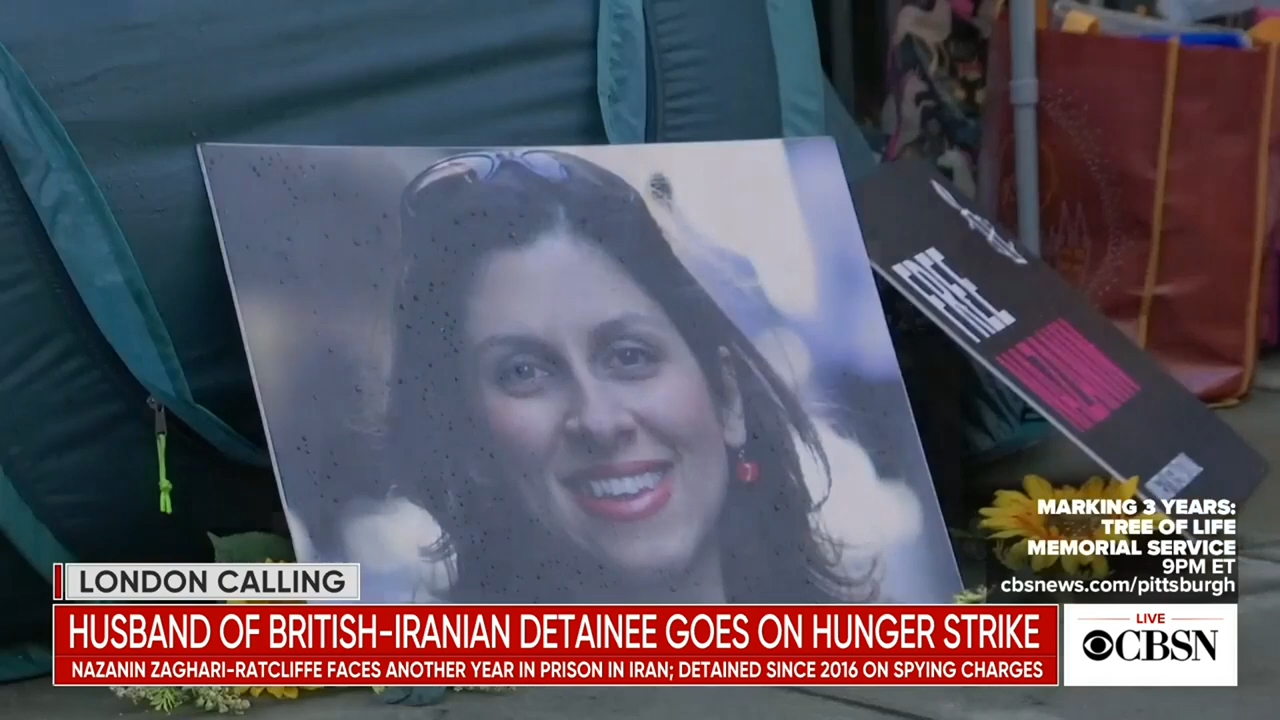 FREE
NAZANIN
MARKING 3 YEARS:
TREE OF LIFE
MEMORIAL SERVICE
9PM ET
cbsnews.com/pittsburgh
LONDON CALLING
HUSBAND OF BRITISH-IRANIAN DETAINEE GOES ON HUNGER STRIKE
NAZANIN ZAGHARI-RATCLIFFE FACES ANOTHER YEAR IN PRISON IN IRAN; DETAINED SINCE 2016 ON SPYING CHARGES
LIVE
CBSN